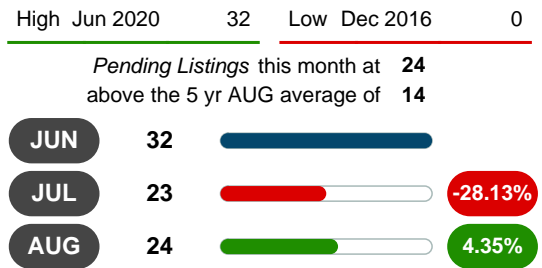 High Jun 2020 32 Low Dec 2016 0
Pending Listings this month at 24
above the 5 yr AUG average of 14
JUN 32
JUL 23 -28.13%
AUG 24 4.35%